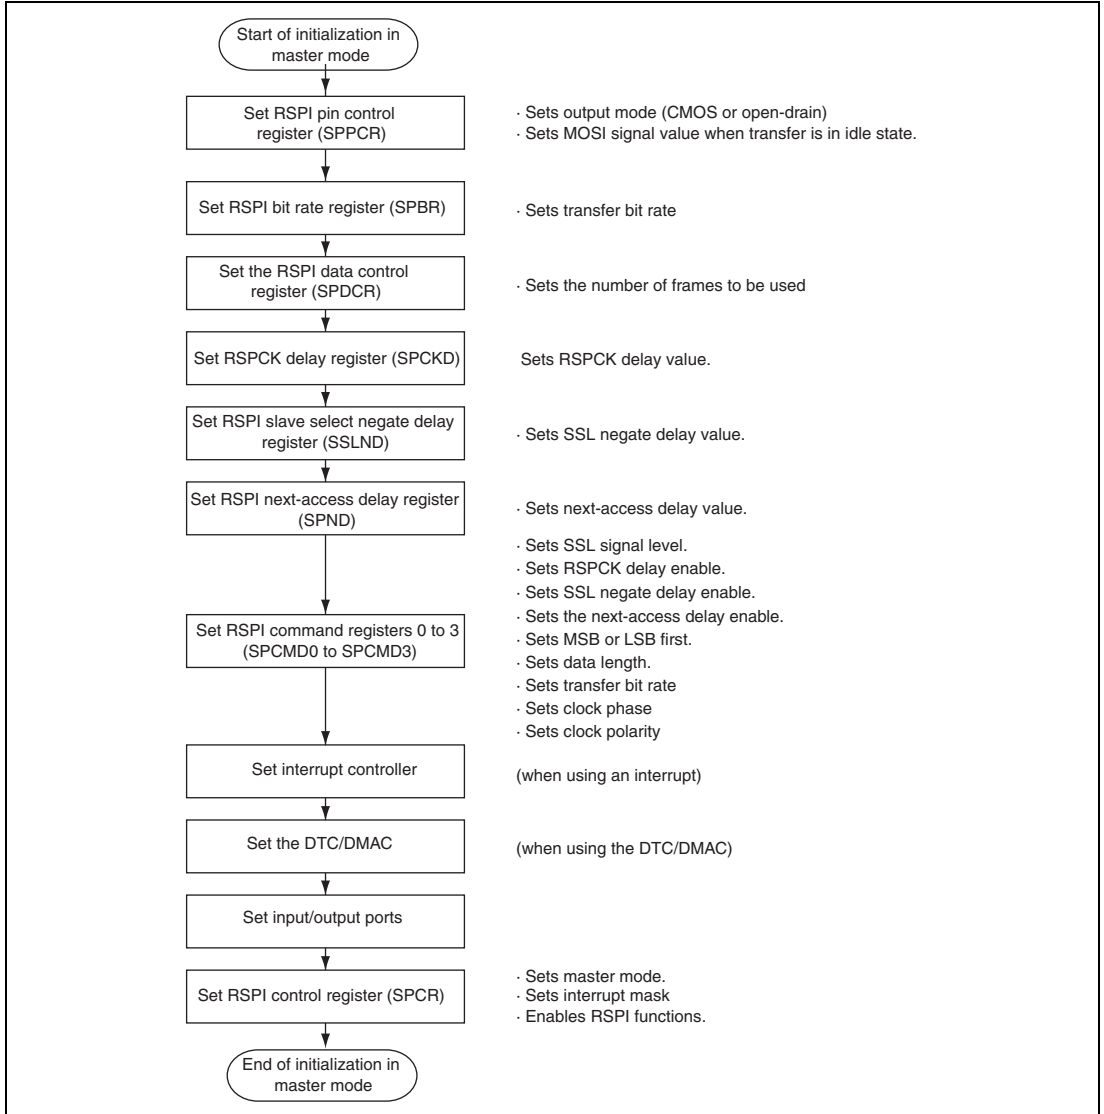 Start of initialization in
master mode
Set RSPI pin control
register (SPPCR)
· Sets output mode (CMOS or open-drain)
· Sets MOSI signal value when transfer is in idle state.
Set RSPI bit rate register (SPBR)
· Sets transfer bit rate
Set the RSPI data control
register (SPDCR)
· Sets the number of frames to be used
Set RSPCK delay register (SPCKD)
Sets RSPCK delay value.
Set RSPI slave select negate delay
register (SSLND)
· Sets SSL negate delay value.
Set RSPI next-access delay register
(SPND)
· Sets next-access delay value.
Set RSPI command registers 0 to 3
(SPCMD0 to SPCMD3)
· Sets SSL signal level.
· Sets RSPCK delay enable.
· Sets SSL negate delay enable.
· Sets the next-access delay enable.
· Sets MSB or LSB first.
· Sets data length.
· Sets transfer bit rate
· Sets clock phase
· Sets clock polarity
Set interrupt controller
(when using an interrupt)
Set the DTC/DMAC
(when using the DTC/DMAC)
Set input/output ports
Set RSPI control register (SPCR)
· Sets master mode.
· Sets interrupt mask
· Enables RSPI functions.
End of initialization in
master mode